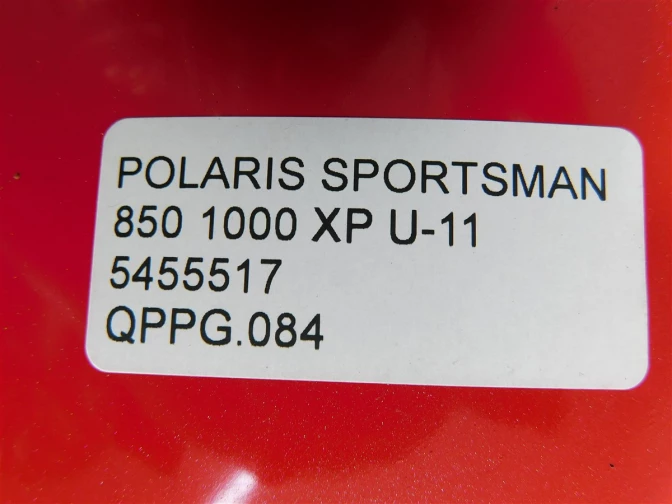 POLARIS SPORTSMAN
850 1000 XP U-11
5455517
QPPG.084